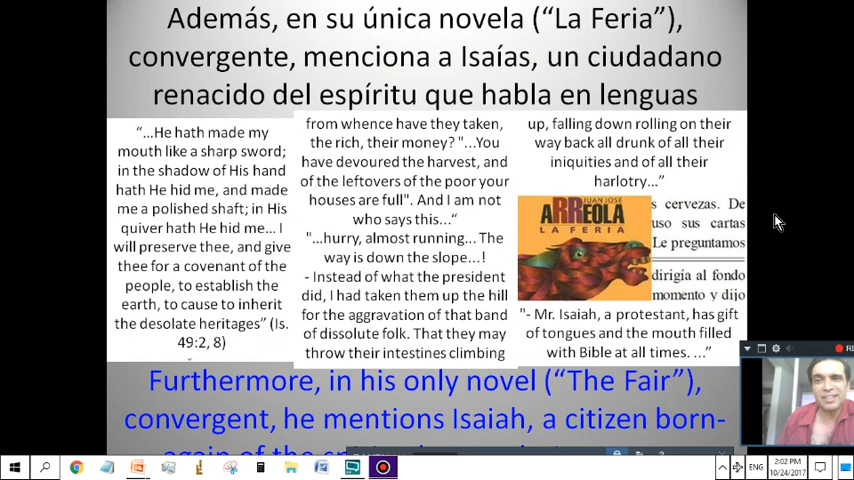 Además, en su única novela (“La Feria”),
convergente, menciona a Isaías, un ciudadano
renacido del espíritu que habla en lenguas
“...He hath made my
mouth like a sharp sword;
in the shadow of His hand
hath He hid me, and made
me a polished shaft; in His
quiver hath He hid me... I
will preserve thee, and give
thee for a covenant of the
people, to establish the
earth, to cause to inherit
the desolate heritages” (Is.
49:2, 8)
from whence have they taken,
the rich, their money? "...You
have devoured the harvest, and
of the leftovers of the poor your
houses are full". And I am not
who says this...“
"...hurry, almost running... The
way is down the slope...!
- Instead of what the president
did, I had taken them up the hill
for the aggravation of that band
of dissolute folk. That they may
throw their intestines climbing
up, falling down rolling on their
way back all drunk of all their
iniquities and of all their
harlotry...”
JUAN JOSÉ
ARREOLA
LA FERIA
s cervezas. De
uso sus cartas
Le preguntamos
dirigía al fondo
momento y dijo
"- Mr. Isaiah, a protestant, has gift
of tongues and the mouth filled
with Bible at all times. ...”
Furthermore, in his only novel (“The Fair”),
convergent, he mentions Isaiah, a citizen born-
RE
ENG
2:02 PM
10/24/2017